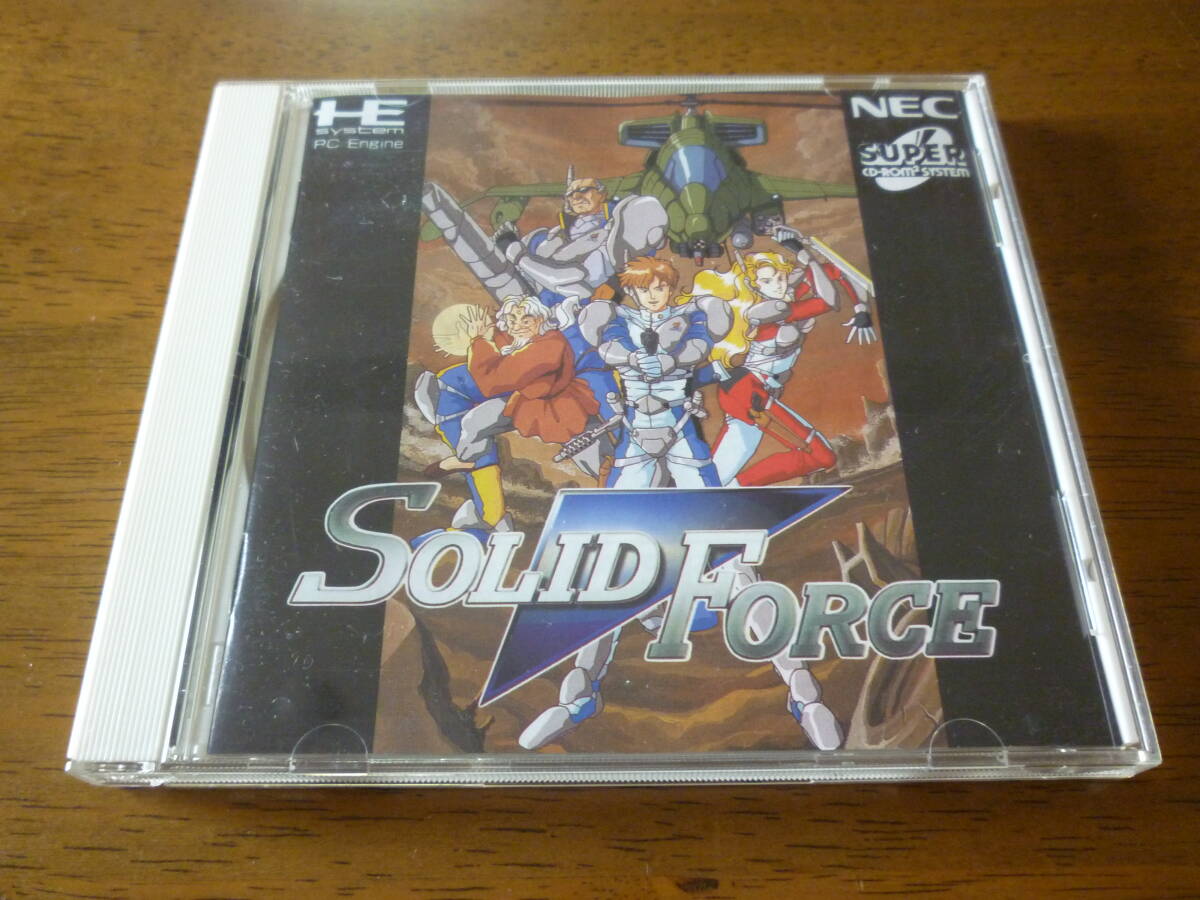 HE
system
PC Engine
NEC
SUPER
CD-ROM² SYSTEM
SOLID FORCE